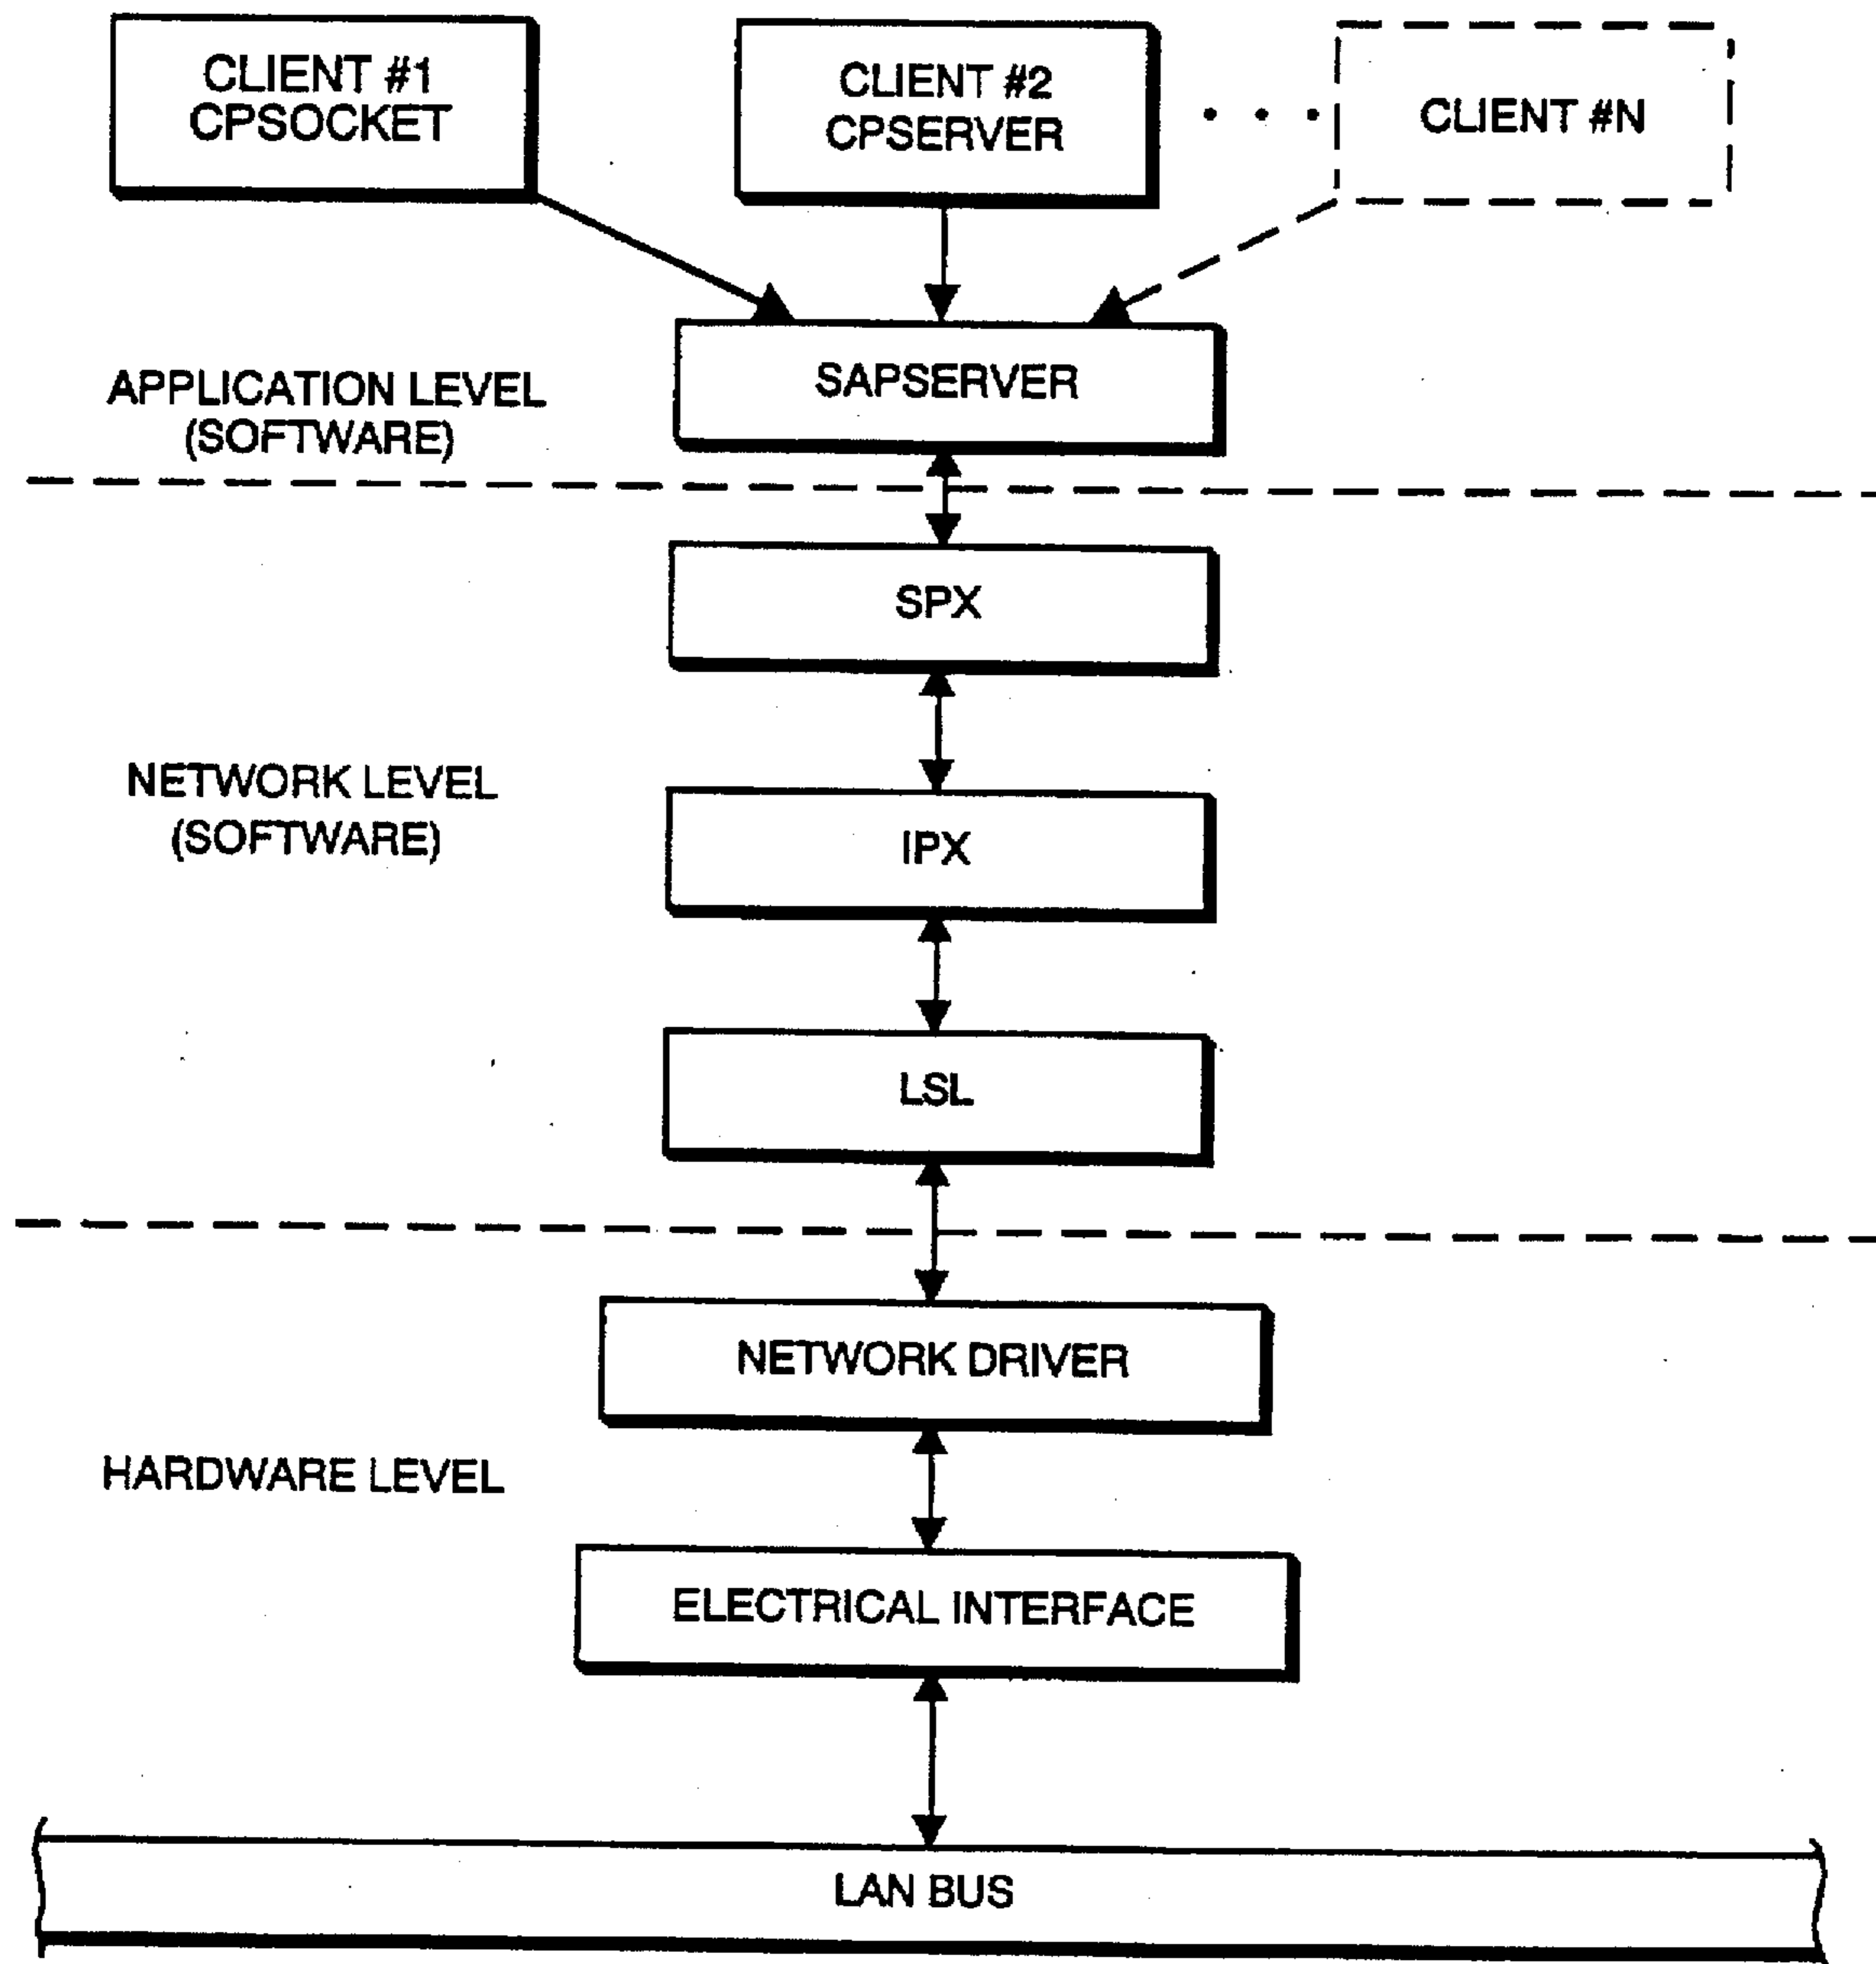 CLIENT #1
CPSOCKET
CLIENT #2
CPSERVER
CLIENT #N
SAPSERVER
APPLICATION LEVEL
(SOFTWARE)
SPX
NETWORK LEVEL
(SOFTWARE)
IPX
LSL
NETWORK DRIVER
HARDWARE LEVEL
ELECTRICAL INTERFACE
LAN BUS